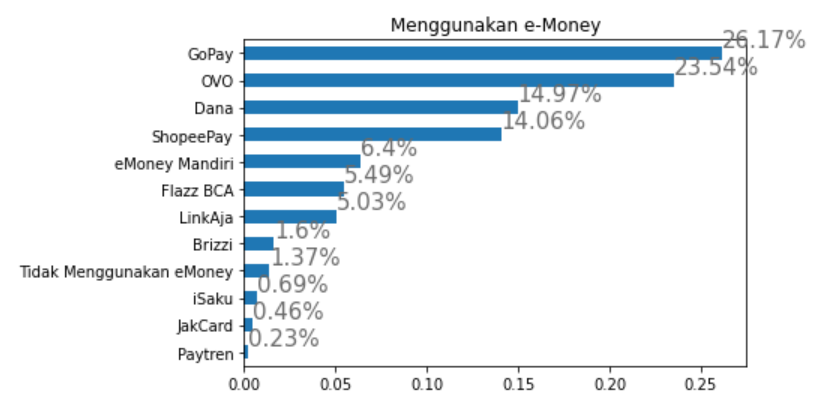 Menggunakan e-Money
GoPay 26.17%
OVO 23.54%
Dana 14.97%
ShopeePay 14.06%
eMoney Mandiri 6.4%
Flazz BCA 5.49%
LinkAja 5.03%
Brizzi 1.6%
Tidak Menggunakan eMoney 1.37%
iSaku 0.69%
JakCard 0.46%
Paytren 0.23%
0.00 0.05 0.10 0.15 0.20 0.25